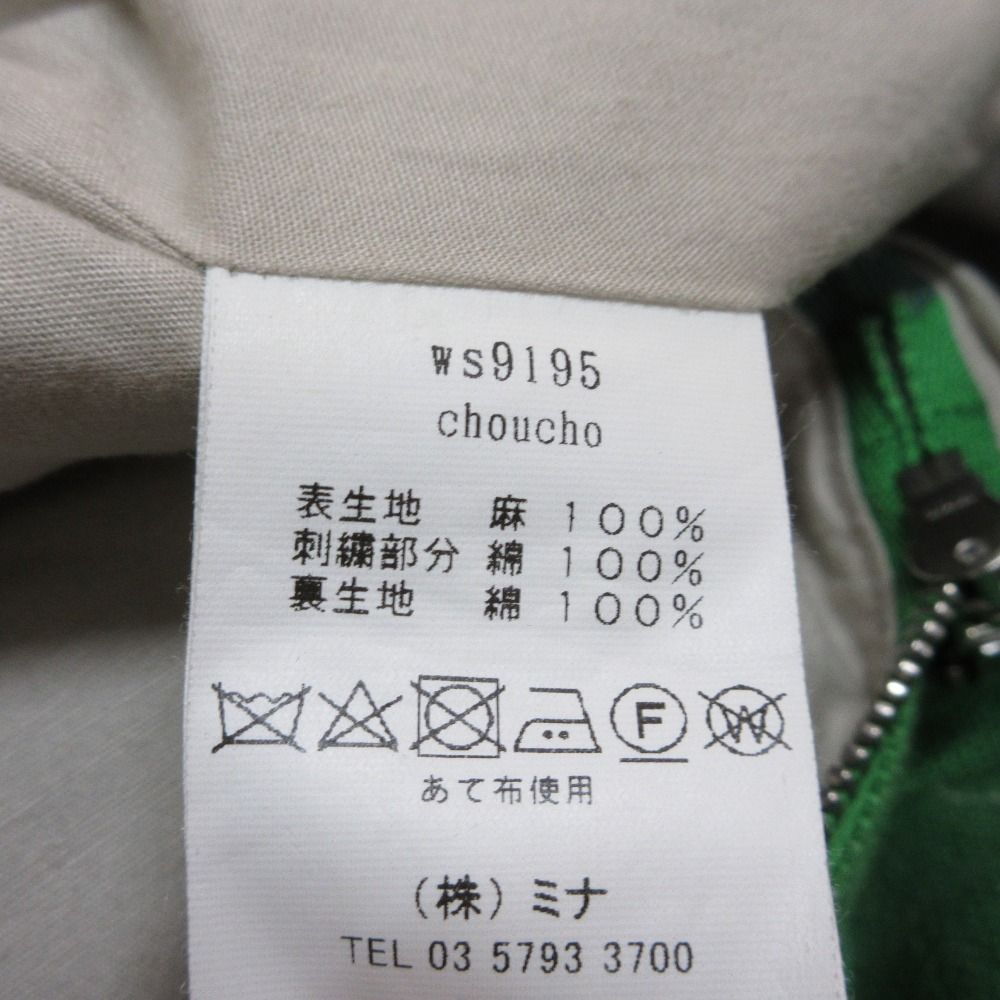 ws9195
choucho
表生地 麻 100%
刺繍部分 綿 100%
裏生地 綿 100%
F W
あて布使用
(株)ミナ
TEL 03 5793 3700